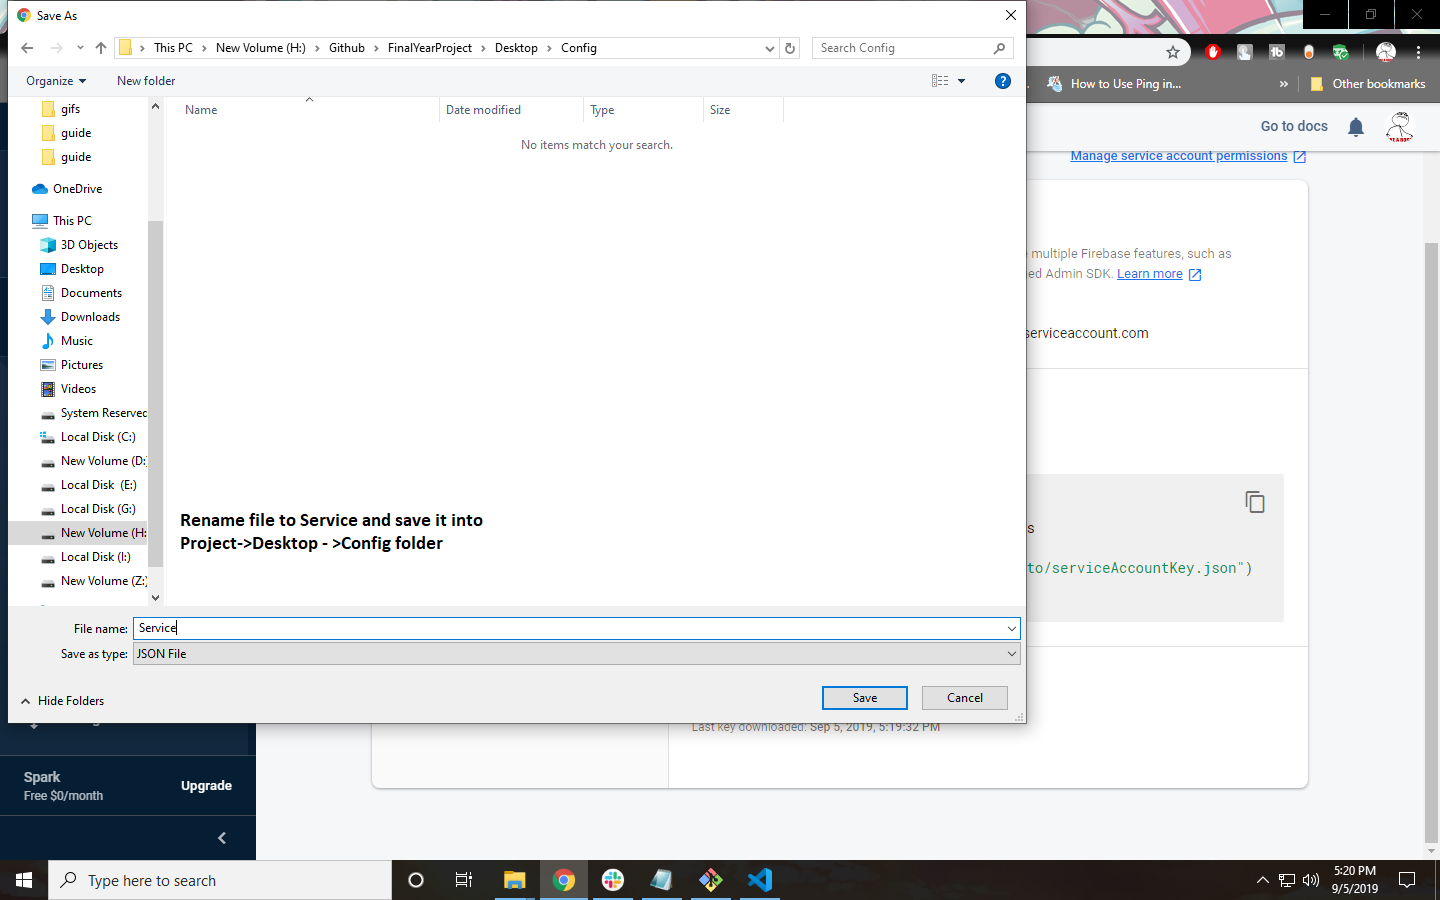 Save As
This PC > New Volume (H:) > Github > FinalYearProject > Desktop > Config
Search Config
Organize
New folder
gifs
guide
guide
OneDrive
This PC
3D Objects
Desktop
Documents
Downloads
Music
Pictures
Videos
System Reserved
Local Disk (C:)
New Volume (D:)
Local Disk (E:)
Local Disk (G:)
New Volume (H:
Local Disk (I:)
New Volume (Z:)
Name
Date modified
Type
Size
No items match your search.
Rename file to Service and save it into
Project->Desktop - >Config folder
File name: Service
Save as type: JSON File
Hide Folders
Save
Cancel
How to Use Ping in...
»
Other bookmarks
Go to docs
Manage service account permissions
multiple Firebase features, such as
ed Admin SDK. Learn more
serviceaccount.com
s
to/serviceAccountKey.json")
Last key downloaded: Sep 5, 2019, 5:19:32 PM
Spark
Free $0/month
Upgrade
Type here to search
5:20 PM
9/5/2019